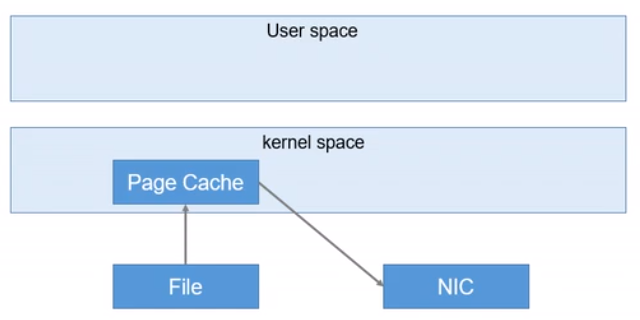 User space
kernel space
Page Cache
File
NIC